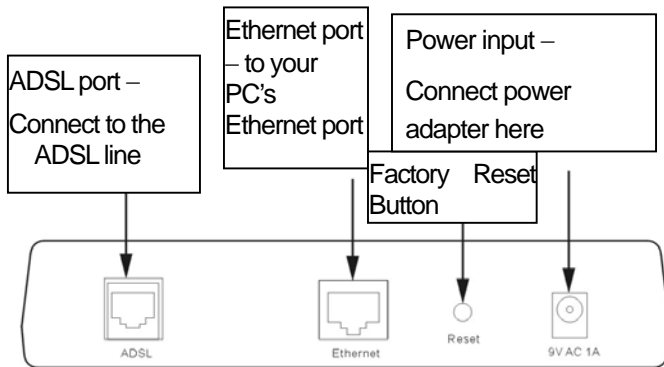 ADSL port –
Connect to the
ADSL line
Ethernet port
– to your
PC's
Ethernet port
Power input –
Connect power
adapter here
Factory Reset
Button
ADSL
Ethernet
Reset
9V AC 1A